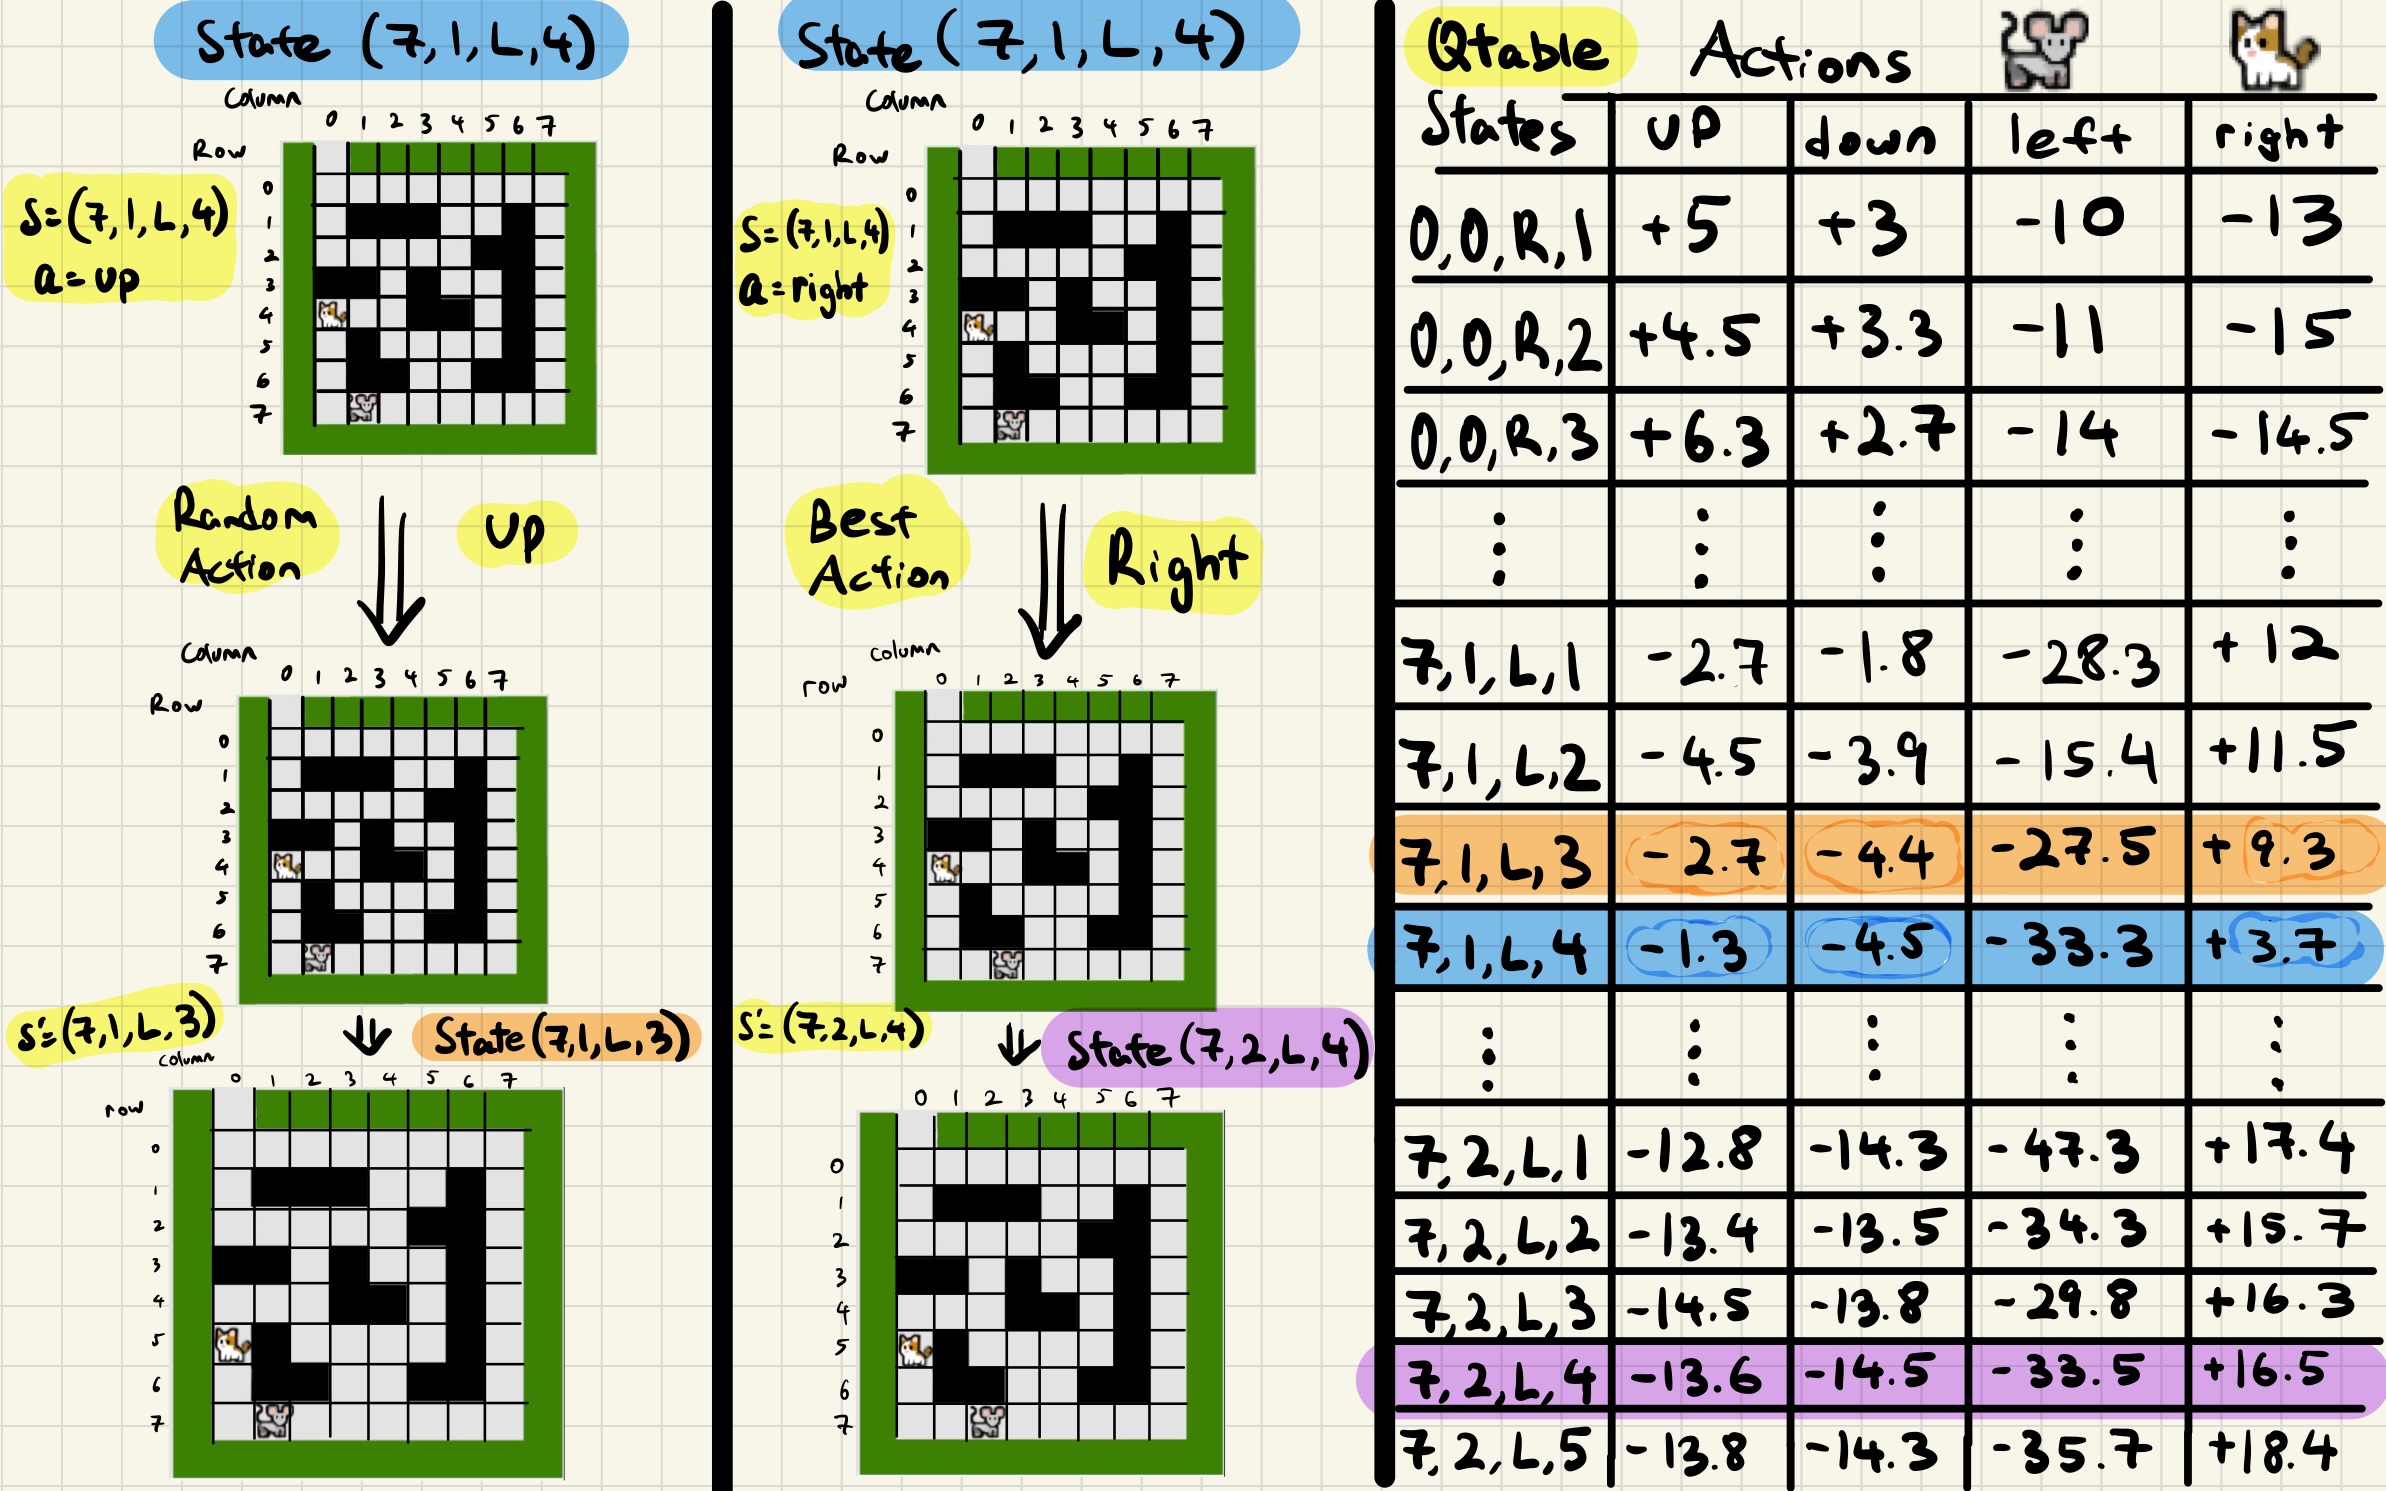 State (7,1,L,4)
Column
0 1 2 3 4 5 6 7
Row
S=(7,1,L,4)
a=up
0
1
2
3
4
5
6
7
Random
Action
UP
Column
0 1 2 3 4 5 6 7
Row
0
1
2
3
4
5
6
7
S'=(7,1,L,3)
State(7,1,L,3)
column
0 1 2 3 4 5 6 7
row
0
1
2
3
4
5
6
7
State (7,1,L,4)
Column
0 1 2 3 4 5 6 7
Row
S=(7,1,L,4)
a=right
0
1
2
3
4
5
6
7
Best
Action
Right
column
0 1 2 3 4 5 6 7
row
0
1
2
3
4
5
6
7
S'=(7,2,L,4)
State(7,2,L,4)
0 1 2 3 4 5 6 7
0
1
2
3
4
5
6
7
Qtable Actions
States UP down left right
0,0,R,1 +5 +3 -10 -13
0,0,R,2 +4.5 +3.3 -11 -15
0,0,R,3 +6.3 +2.7 -14 -14.5
7,1,L,1 -2.7 -1.8 -28.3 +12
7,1,L,2 -4.5 -3.9 -15.4 +11.5
7,1,L,3 -2.7 -4.4 -27.5 +9.3
7,1,L,4 -1.3 -4.5 -33.3 +3.7
7,2,L,1 -12.8 -14.3 -47.3 +17.4
7,2,L,2 -13.4 -13.5 -34.3 +15.7
7,2,L,3 -14.5 -13.8 -29.8 +16.3
7,2,L,4 -13.6 -14.5 -33.5 +16.5
7,2,L,5 -13.8 -14.3 -35.7 +18.4